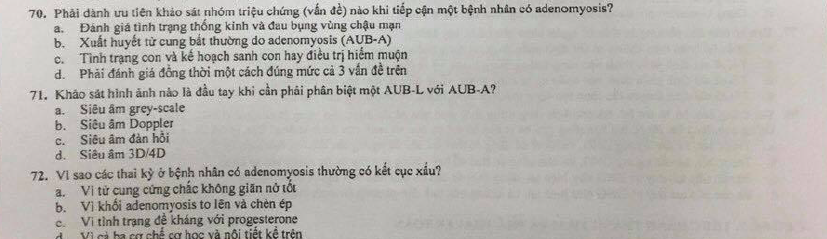 70. Phải dành ưu tiên khảo sát nhóm triệu chứng (vấn đề) nào khi tiếp cận một bệnh nhân có adenomyosis?
a. Đánh giá tình trạng thống kinh và đau bụng vùng chậu mạn
b. Xuất huyết tử cung bất thường do adenomyosis (AUB-A)
c. Tình trạng con và kế hoạch sanh con hay điều trị hiếm muộn
d. Phải đánh giá đồng thời một cách đúng mức cả 3 vấn đề trên
71. Khảo sát hình ảnh nào là đầu tay khi cần phải phân biệt một AUB-L với AUB-A?
a. Siêu âm grey-scale
b. Siêu âm Doppler
c. Siêu âm đàn hồi
d. Siêu âm 3D/4D
72. Vì sao các thai kỳ ở bệnh nhân có adenomyosis thường có kết cục xấu?
a. Vì tử cung cứng chắc không giãn nở tốt
b. Vì khối adenomyosis to lên và chèn ép
c. Vì tình trạng đề kháng với progesterone
d. Vì cả ba cơ chế cơ học và nội tiết kể trên